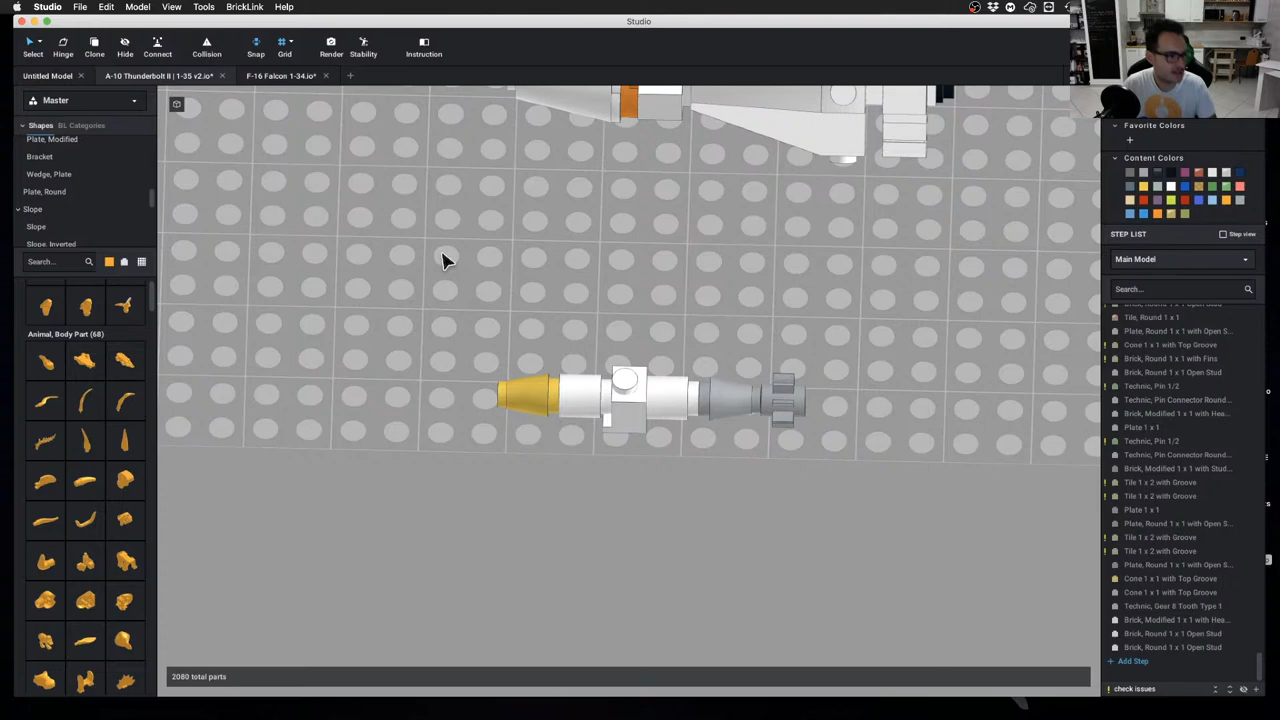 Studio File Edit Model View Tools BrickLink Help
Studio
Select Hinge Clone Hide Connect Collision Snap Grid Render Stability Instruction
Untitled Model A-10 Thunderbolt II | 1-35 v2.io* F-16 Falcon 1-34.io*
Master
Shapes BL Categories
Plate, Modified
Bracket
Wedge, Plate
Plate, Round
Slope
Slope
Slope, Inverted
Search...
Animal, Body Part (68)
2080 total parts
Favorite Colors
Content Colors
STEP LIST Step view
Main Model
Search...
Brick, Round 1 x 1 Open Stud
Tile, Round 1 x 1
Plate, Round 1 x 1 with Open S...
Cone 1 x 1 with Top Groove
Brick, Round 1 x 1 with Fins
Brick, Round 1 x 1 Open Stud
Technic, Pin 1/2
Technic, Pin Connector Round...
Brick, Modified 1 x 1 with Hea...
Plate 1 x 1
Technic, Pin 1/2
Technic, Pin Connector Round...
Brick, Modified 1 x 1 with Stud...
Tile 1 x 2 with Groove
Tile 1 x 2 with Groove
Plate 1 x 1
Plate, Round 1 x 1 with Open S...
Tile 1 x 2 with Groove
Tile 1 x 2 with Groove
Plate, Round 1 x 1 with Open S...
Cone 1 x 1 with Top Groove
Cone 1 x 1 with Top Groove
Technic, Gear 8 Tooth Type 1
Brick, Modified 1 x 1 with Hea...
Brick, Round 1 x 1 Open Stud
Brick, Round 1 x 1 Open Stud
Add Step
check issues